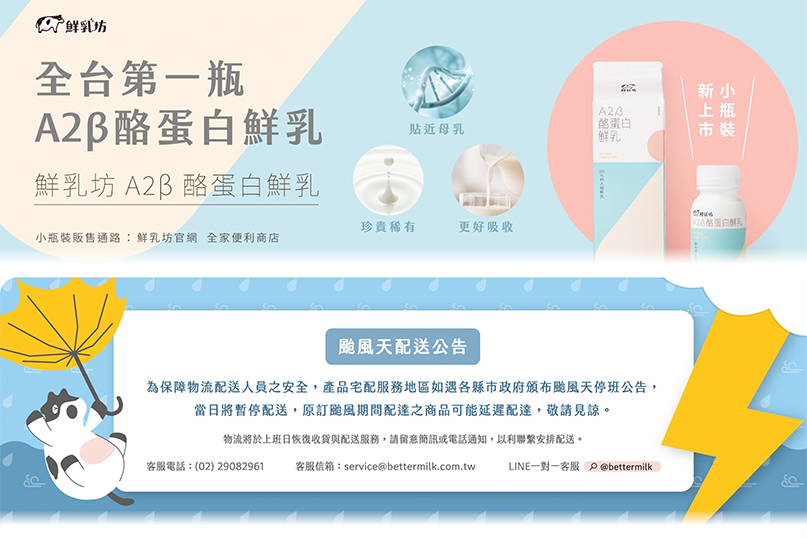 鮮乳坊
全台第一瓶
A2β酪蛋白鮮乳
鮮乳坊 A2β 酪蛋白鮮乳
小瓶裝販售通路： 鮮乳坊官網 全家便利商店
貼近母乳
珍貴稀有
更好吸收
小瓶裝
新上市
A2β
酪蛋白
鮮乳
鮮乳坊
A2β酪蛋白鮮乳
颱風天配送公告
為保障物流配送人員之安全，產品宅配服務地區如遇各縣市政府頒布颱風天停班公告，
當日將暫停配送，原訂颱風期間配達之商品可能延遲配達，敬請見諒。
物流將於上班日恢復收貨與配送服務，請留意簡訊或電話通知，以利聯繫安排配送。
客服電話：(02) 29082961 客服信箱：service@bettermilk.com.tw LINE一對一客服 @bettermilk